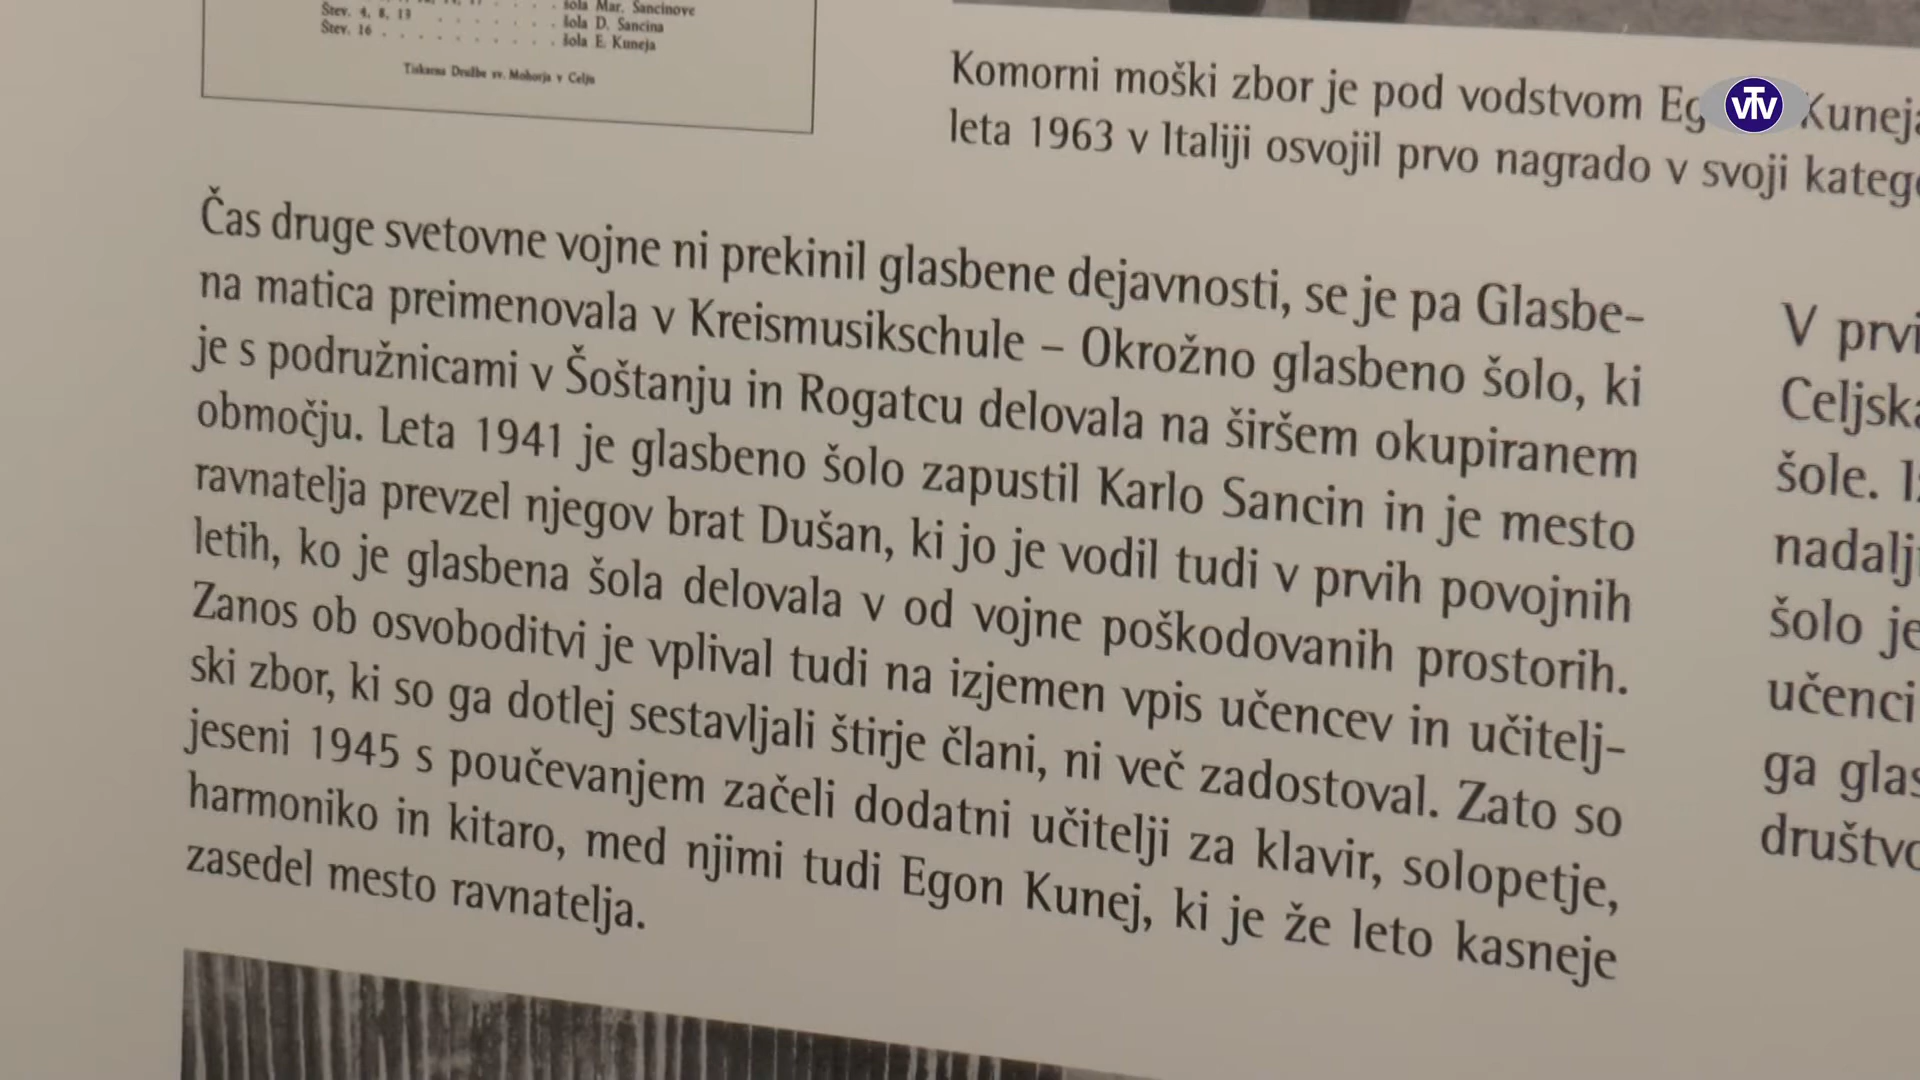 šola Mar. Sancinove
Štev. 4, 8, 13 . . . . . . . . šola D. Sancina
Štev. 16 . . . . . . . . . . šola E. Kuneja
Tiskarna Družbe sv. Mohorja v Celju
Komorni moški zbor je pod vodstvom Kuneja
leta 1963 v Italiji osvojil prvo nagrado v svoji
VTV
Čas druge svetovne vojne ni prekinil glasbene dejavnosti, se je pa Glasbe-
na matica preimenovala v Kreismusikschule – Okrožno glasbeno šolo, ki
je s podružnicami v Šoštanju in Rogatcu delovala na širšem okupiranem
območju. Leta 1941 je glasbeno šolo zapustil Karlo Sancin in je mesto
ravnatelja prevzel njegov brat Dušan, ki jo je vodil tudi v prvih povojnih
letih, ko je glasbena šola delovala v od vojne poškodovanih prostorih.
Zanos ob osvoboditvi je vplival tudi na izjemen vpis učencev in učitelj-
ski zbor, ki so ga dotlej sestavljali štirje člani, ni več zadostoval. Zato so
jeseni 1945 s poučevanjem začeli dodatni učitelji za klavir, solopetje,
harmoniko in kitaro, med njimi tudi Egon Kunej, ki je že leto kasneje
zasedel mesto ravnatelja.
V prvi
Celjska
šole.
nadalj
šolo je
učenci
ga glas
društvo